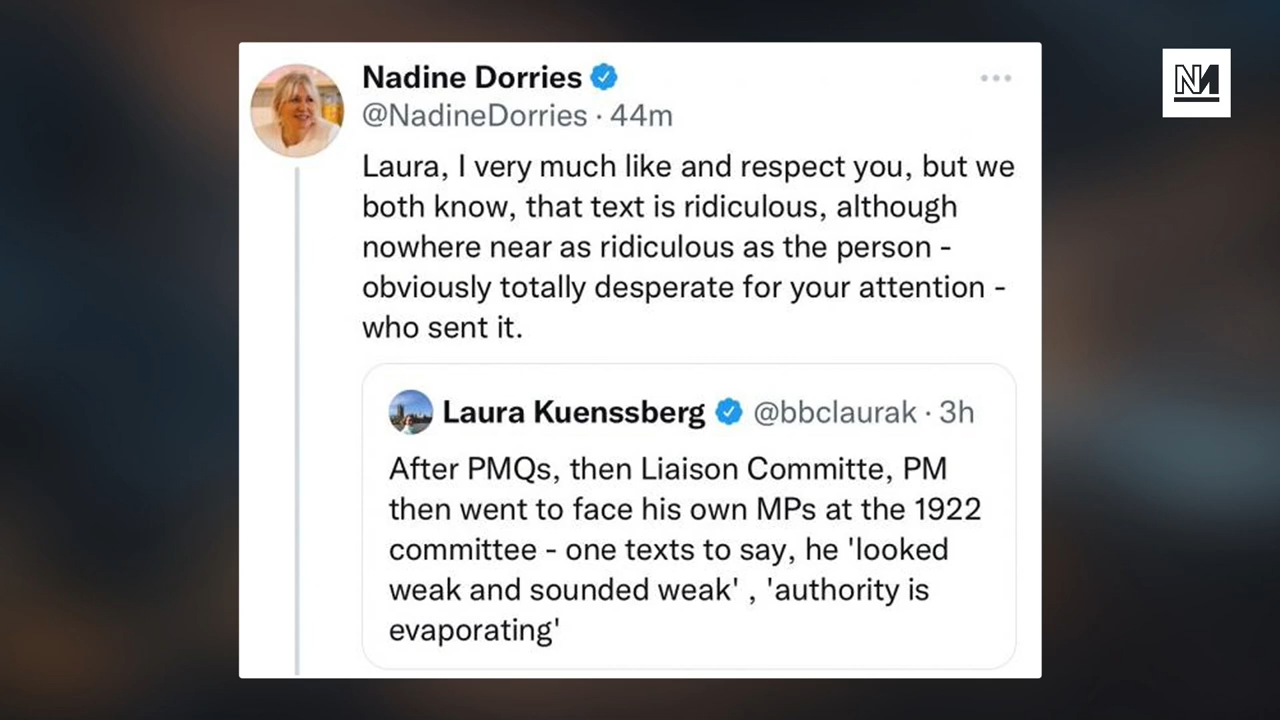 Nadine Dorries
@NadineDorries · 44m
Laura, I very much like and respect you, but we
both know, that text is ridiculous, although
nowhere near as ridiculous as the person -
obviously totally desperate for your attention -
who sent it.
Laura Kuenssberg @bbclaurak · 3h
After PMQs, then Liaison Committe, PM
then went to face his own MPs at the 1922
committee - one texts to say, he 'looked
weak and sounded weak' , 'authority is
evaporating'
NM